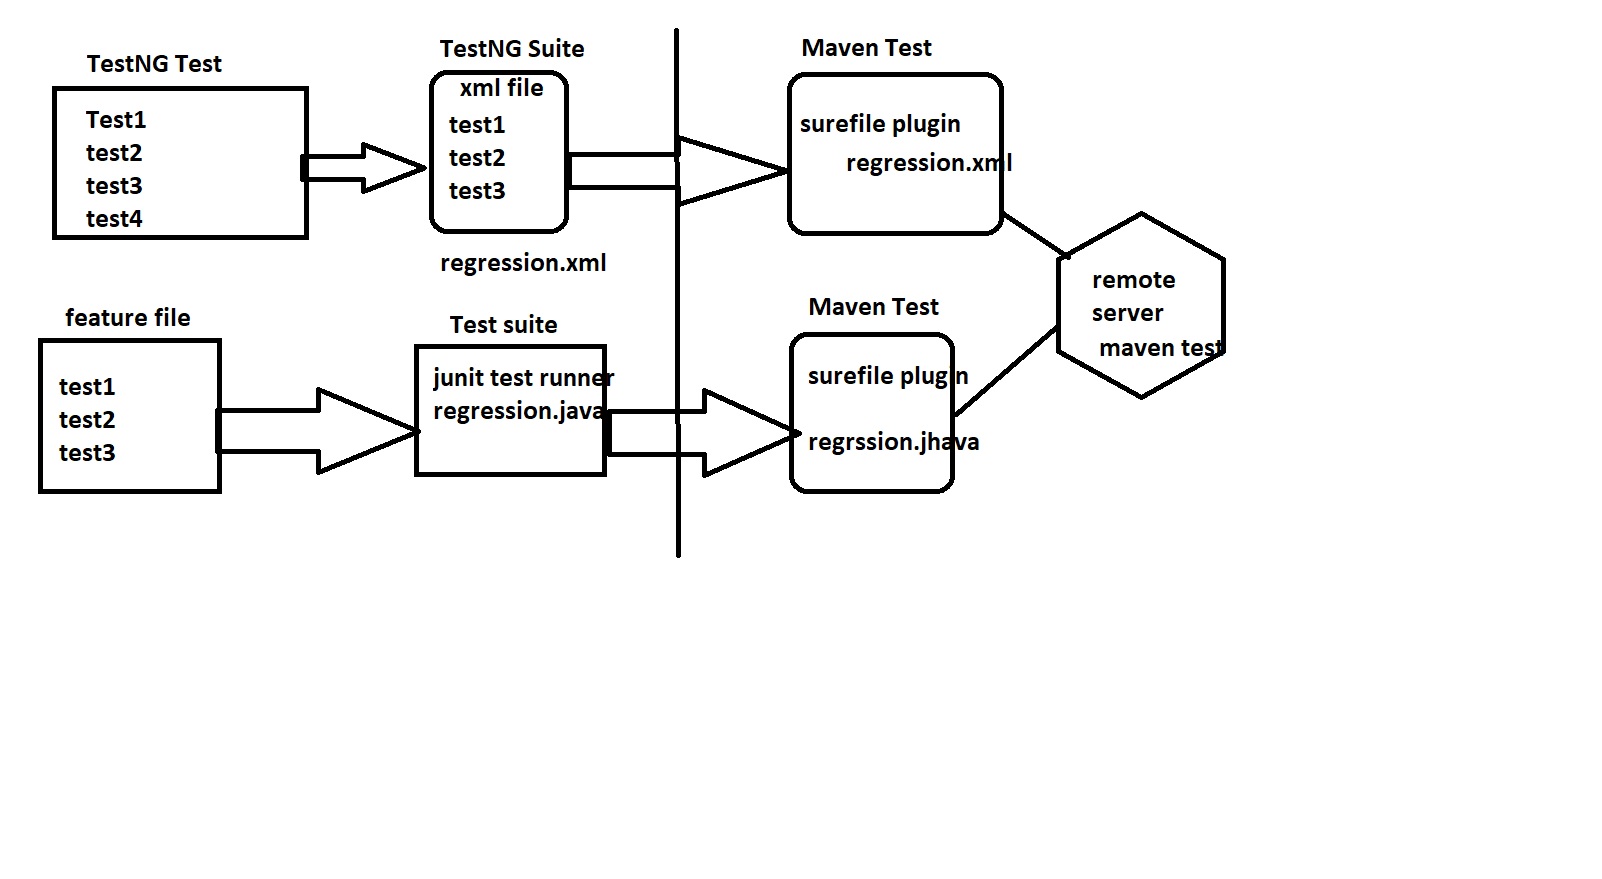 TestNG Test
Test1
test2
test3
test4
TestNG Suite
xml file
test1
test2
test3
regression.xml
Maven Test
surefile plugin
regression.xml
feature file
test1
test2
test3
Test suite
junit test runner
regression.java
Maven Test
surefile plugin
regrssion.jhava
remote
server
maven test